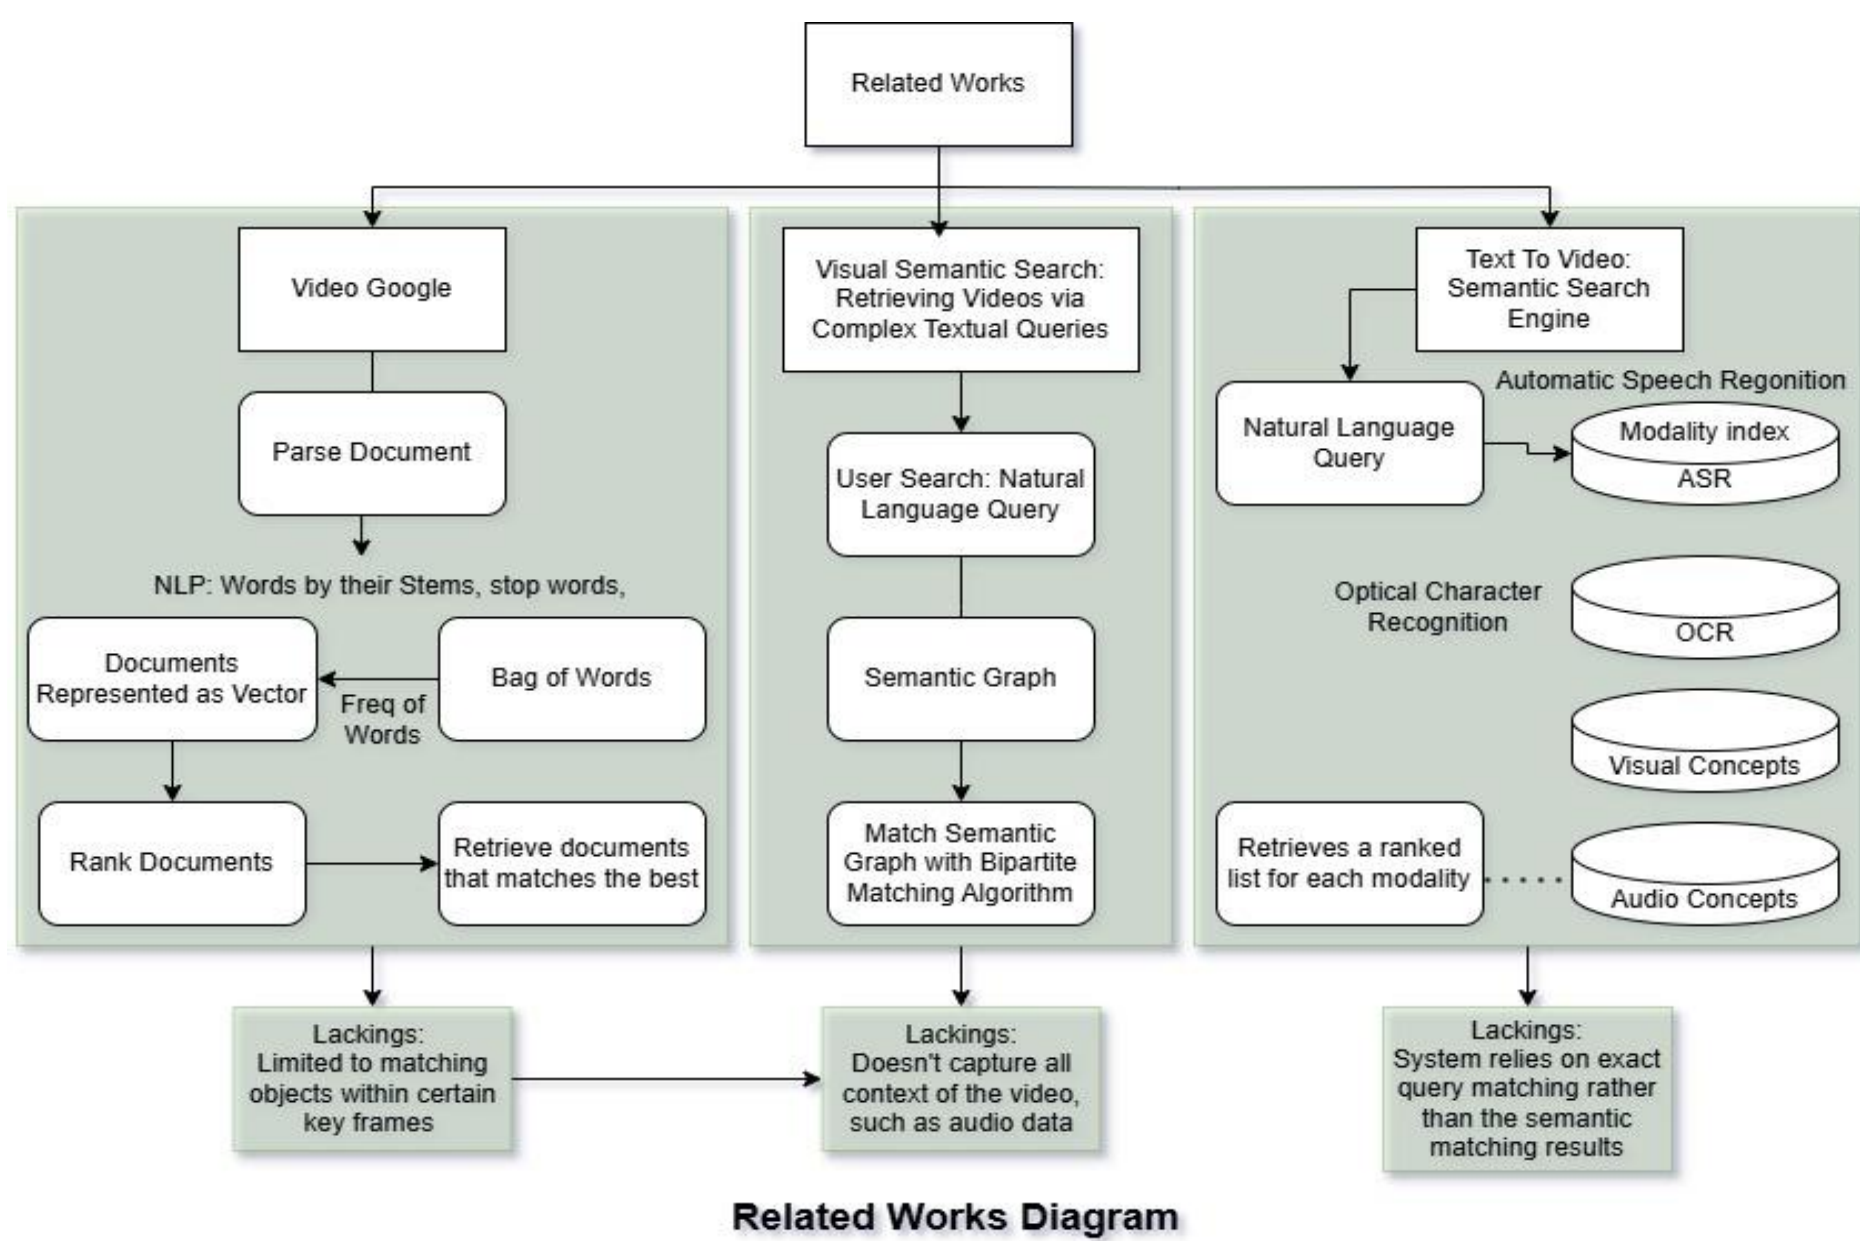 Related Works
Video Google
Parse Document
NLP: Words by their Stems, stop words,
Documents
Represented as Vector
Freq of
Words
Bag of Words
Rank Documents
Retrieve documents
that matches the best
Lackings:
Limited to matching
objects within certain
key frames
Visual Semantic Search:
Retrieving Videos via
Complex Textual Queries
User Search: Natural
Language Query
Semantic Graph
Match Semantic
Graph with Bipartite
Matching Algorithm
Lackings:
Doesn't capture all
context of the video,
such as audio data
Text To Video:
Semantic Search
Engine
Automatic Speech Regonition
Natural Language
Query
Modality index
ASR
Optical Character
Recognition
OCR
Visual Concepts
Retrieves a ranked
list for each modality
Audio Concepts
Lackings:
System relies on exact
query matching rather
than the semantic
matching results
Related Works Diagram